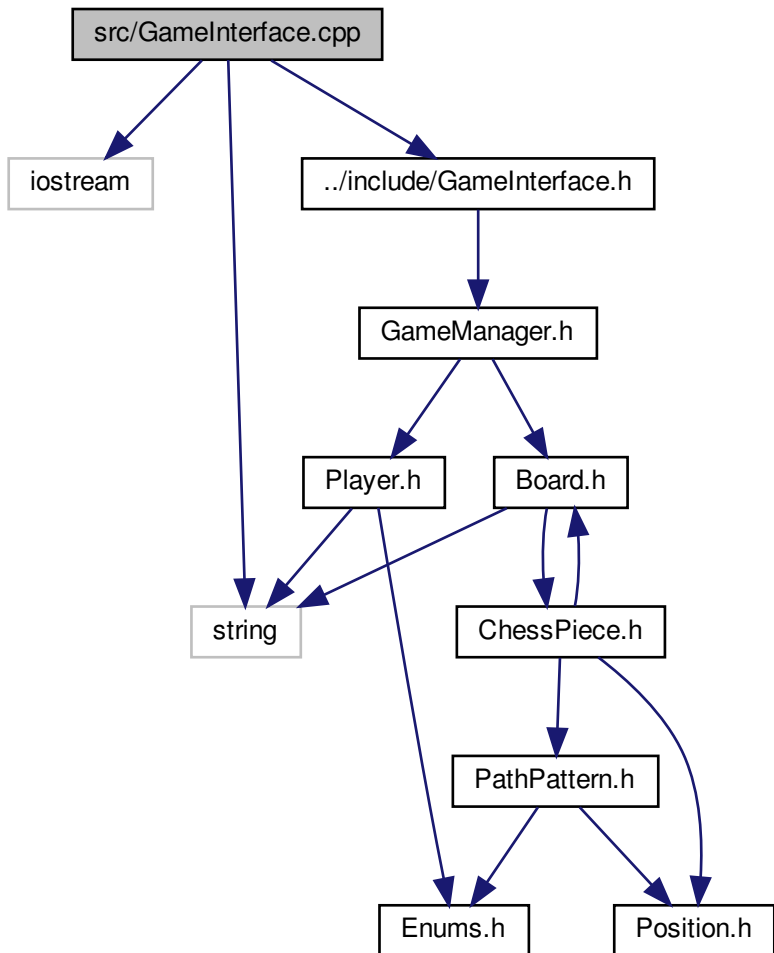 src/GameInterface.cpp
iostream
../include/GameInterface.h
GameManager.h
Player.h
Board.h
string
ChessPiece.h
PathPattern.h
Enums.h
Position.h